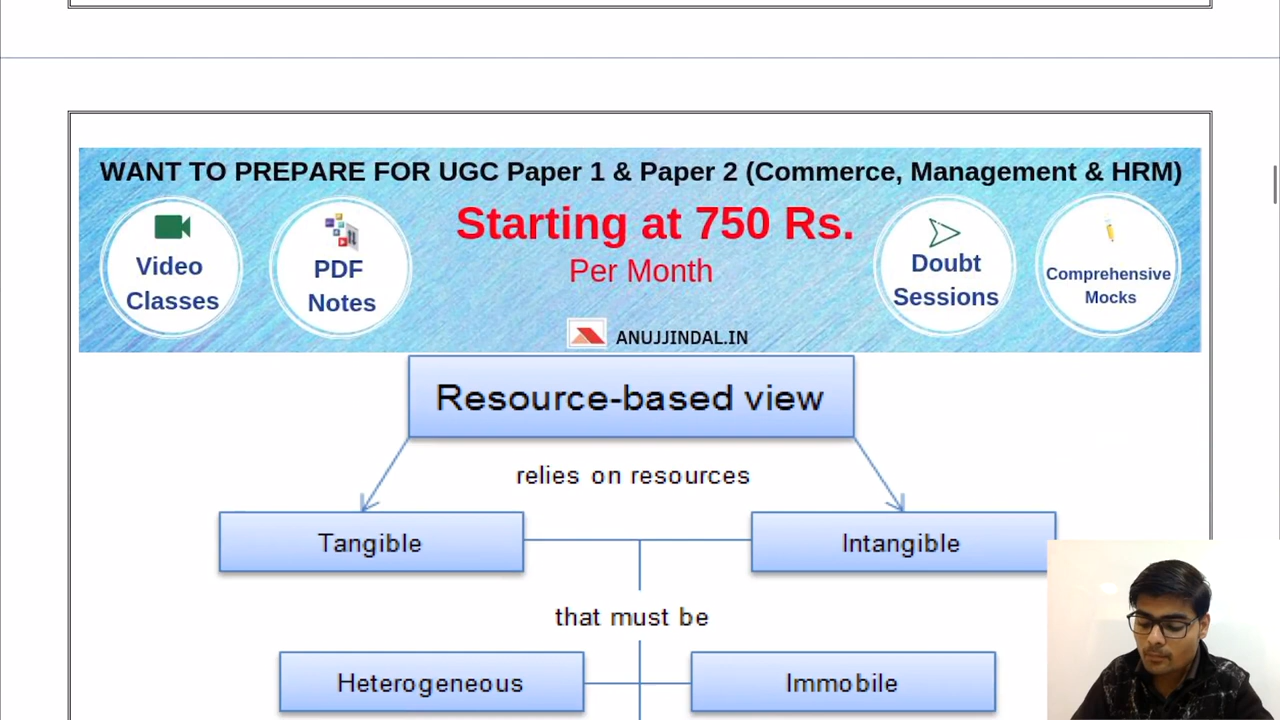 WANT TO PREPARE FOR UGC Paper 1 & Paper 2 (Commerce, Management & HRM)
Video
Classes
PDF
Notes
Starting at 750 Rs.
Per Month
Doubt
Sessions
Comprehensive
Mocks
ANUJJINDAL.IN
Resource-based view
relies on resources
Tangible
Intangible
that must be
Heterogeneous
Immobile